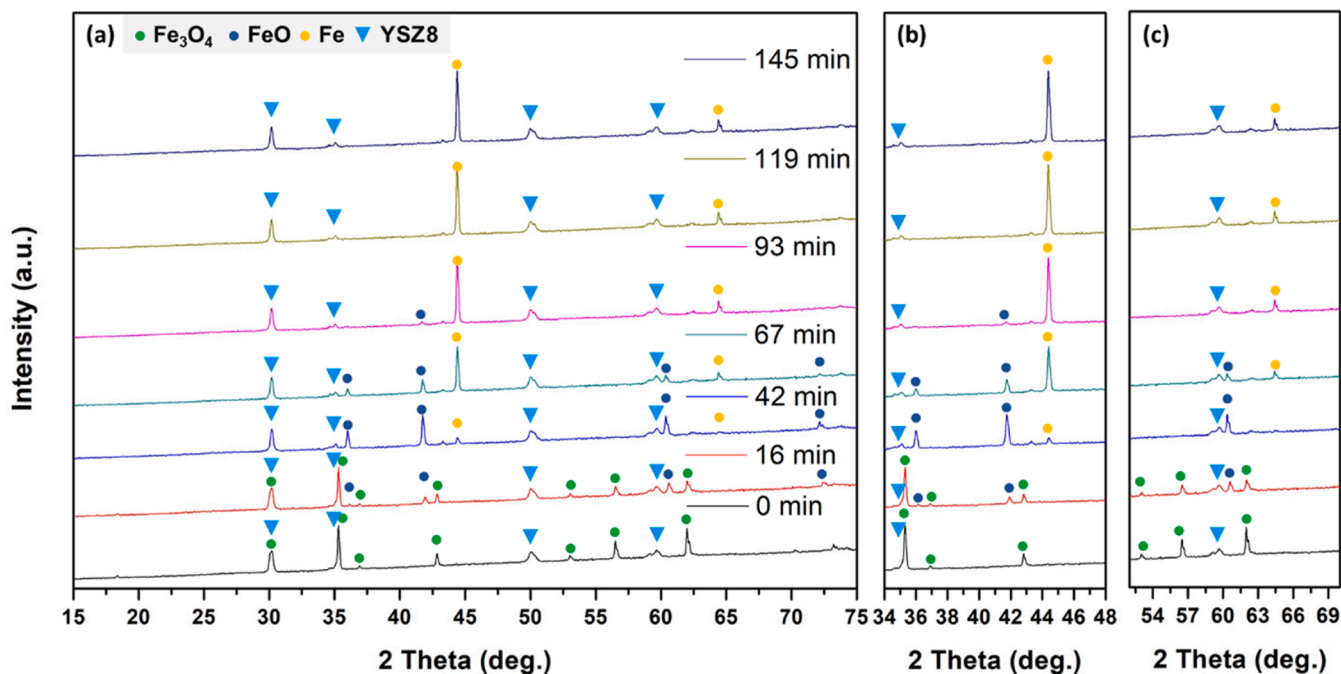 (a) Fe₃O₄ FeO Fe YSZ8
(b)
(c)
145 min
119 min
93 min
67 min
42 min
16 min
0 min
Intensity (a.u.)
15 20 25 30 35 40 45 50 55 60 65 70 75
34 36 38 40 42 44 46 48
54 57 60 63 66 69
2 Theta (deg.)
2 Theta (deg.)
2 Theta (deg.)